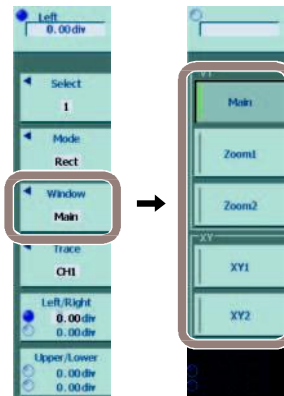 Left
0.00div
Select
1
Mode
Rect
Window
Main
Trace
CH1
Left/Right
0.00div
0.00div
Upper/Lower
0.00div
0.00div
YT
Main
Zoom1
Zoom2
XY
XY1
XY2